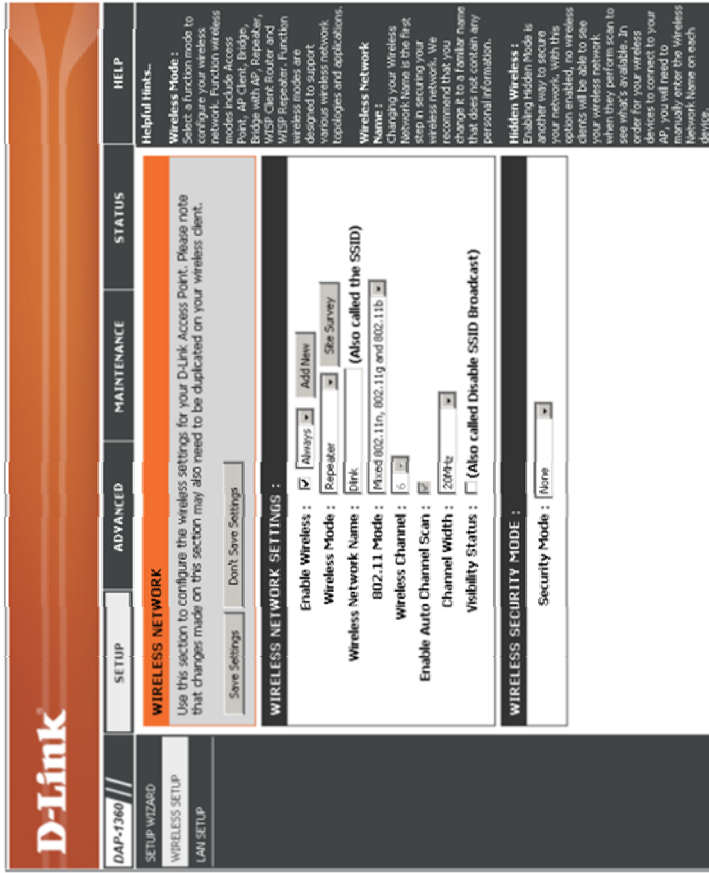 D-Link
DAP-1360
SETUP
ADVANCED
MAINTENANCE
STATUS
HELP
SETUP WIZARD
WIRELESS SETUP
LAN SETUP
WIRELESS NETWORK
Use this section to configure the wireless settings for your D-Link Access Point. Please note
that changes made on this section may also need to be duplicated on your wireless client.
Save Settings
Don't Save Settings
WIRELESS NETWORK SETTINGS :
Enable Wireless : Always Add New
Wireless Mode : Repeater Site Survey
Wireless Network Name : Dlink (Also called the SSID)
802.11 Mode : Mixed 802.11n, 802.11g and 802.11b
Wireless Channel : 6
Enable Auto Channel Scan :
Channel Width : 20MHz
Visibility Status : (Also called Disable SSID Broadcast)
WIRELESS SECURITY MODE :
Security Mode : None
Helpful Hints..
Wireless Mode :
Select a function mode to
configure your wireless
network. Function wireless
modes include Access
Point, AP Client, Bridge,
Bridge with AP, Repeater,
WISP Client Router and
WISP Repeater. Function
wireless modes are
designed to support
various wireless network
topologies and applications.
Wireless Network
Name :
Changing your Wireless
Network Name is the first
step in securing your
wireless network. We
recommend that you
change it to a familiar name
that does not contain any
personal information.
Hidden Wireless :
Enabling Hidden Mode is
another way to secure
your network. With this
option enabled, no wireless
clients will be able to see
your wireless network
when they perform scan to
see what's available. In
order for your wireless
devices to connect to your
AP, you will need to
manually enter the Wireless
Network Name on each
device.